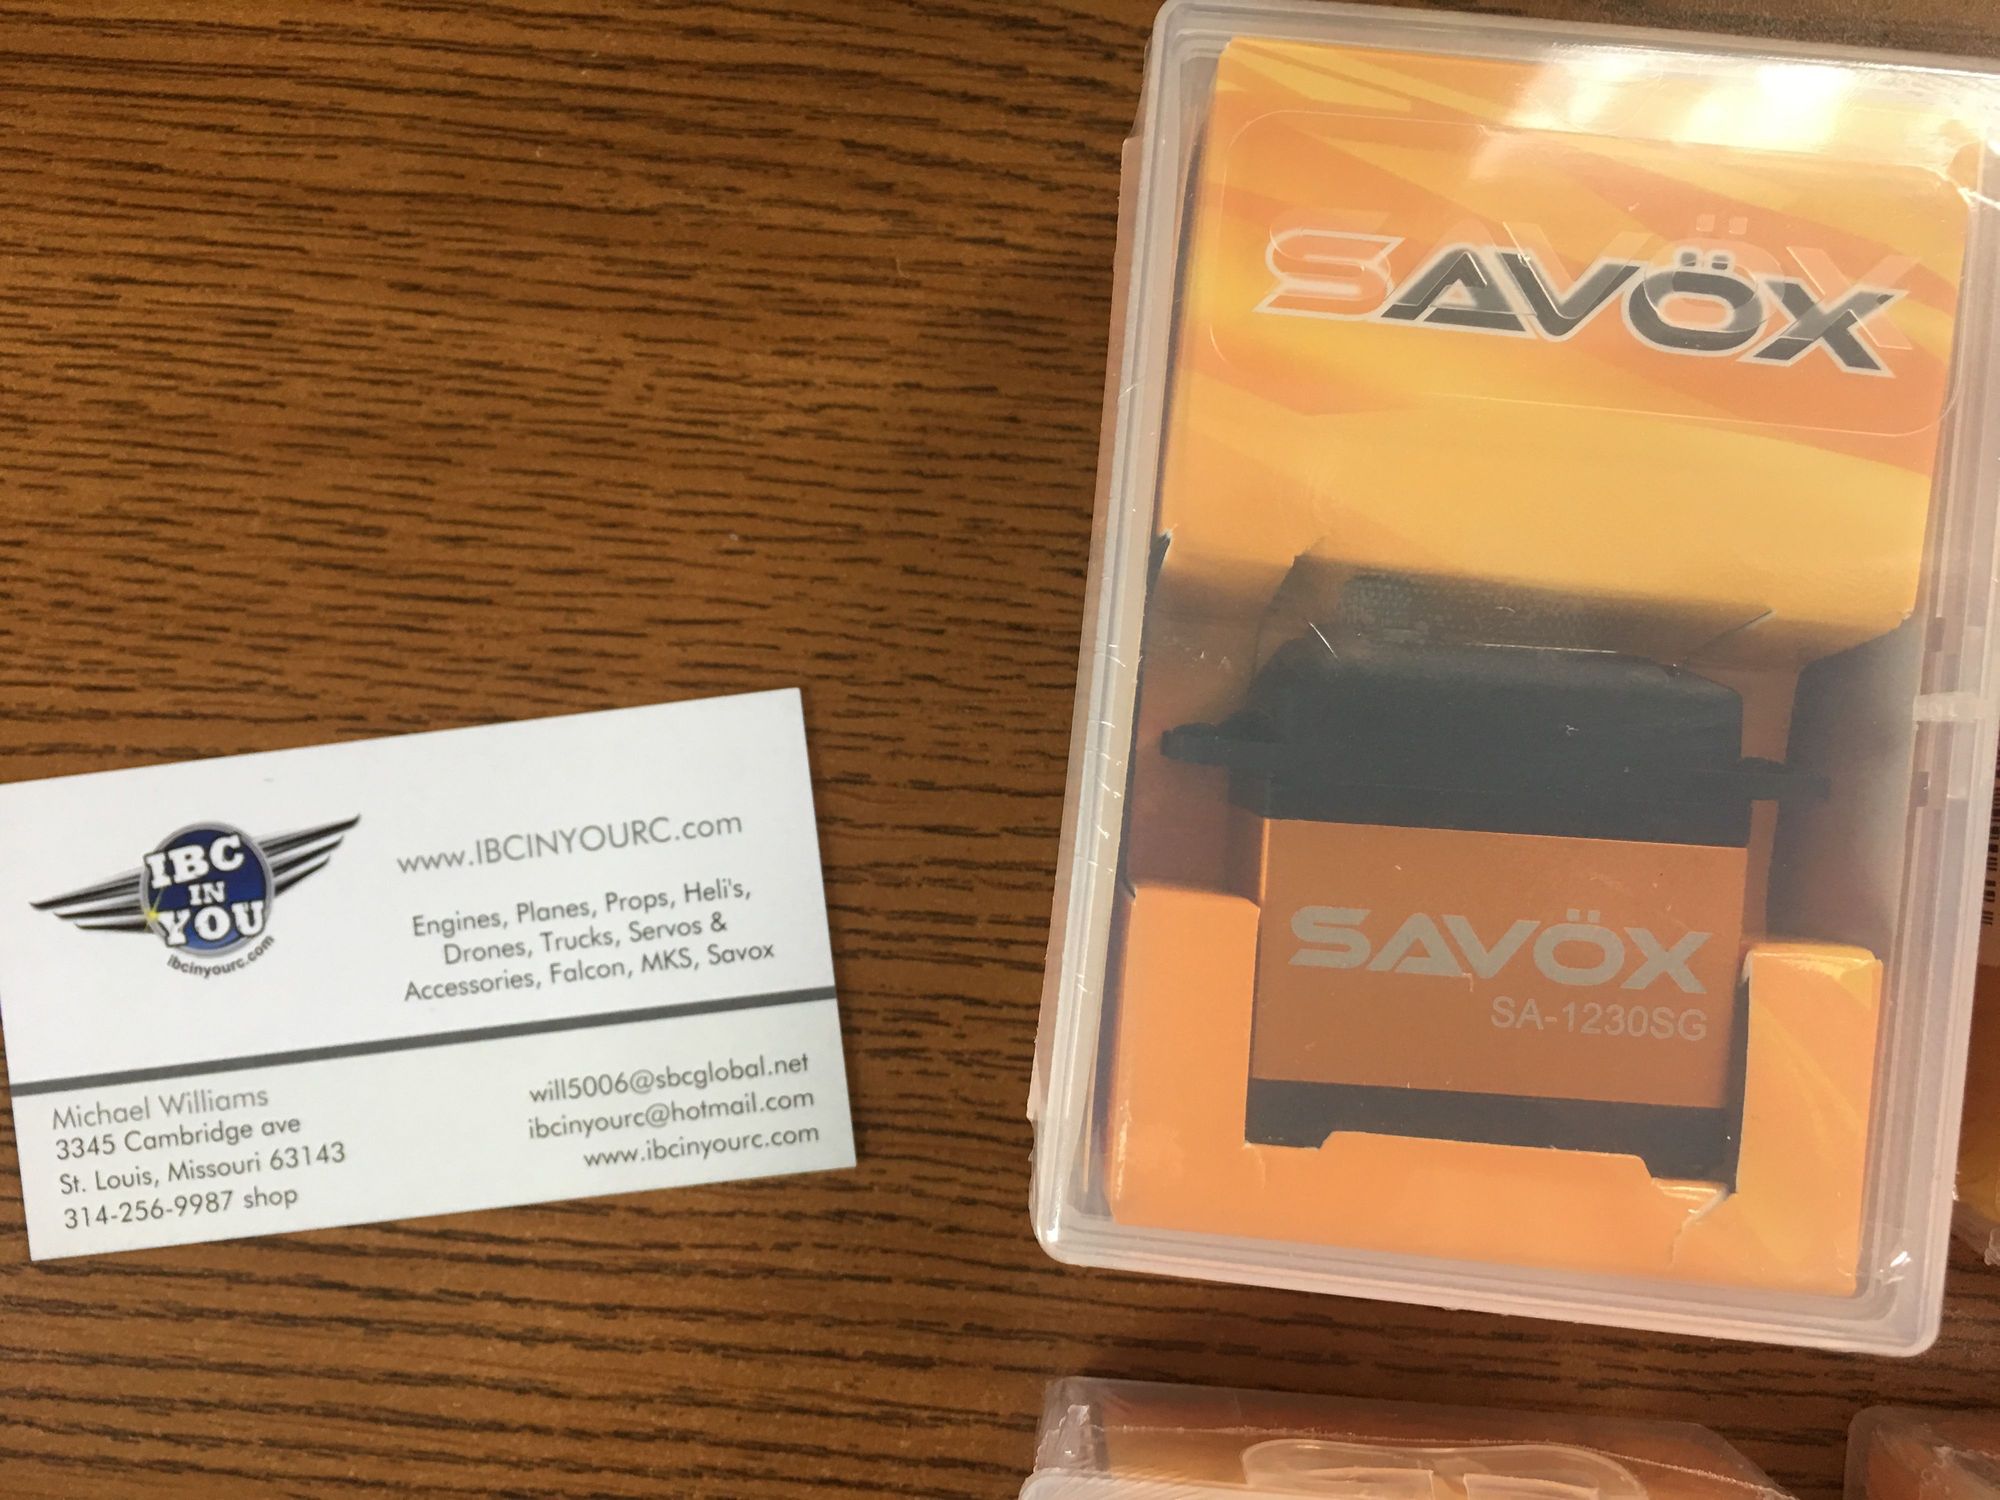 IBC
IN
YOU
ibcinyourc.com
www.IBCINYOURC.com
Engines, Planes, Props, Heli's,
Drones, Trucks, Servos &
Accessories, Falcon, MKS, Savox
Michael Williams
3345 Cambridge ave
St. Louis, Missouri 63143
314-256-9987 shop
will5006@sbcglobal.net
ibcinyourc@hotmail.com
www.ibcinyourc.com
SAVÖX
SAVÖX
SA-1230SG